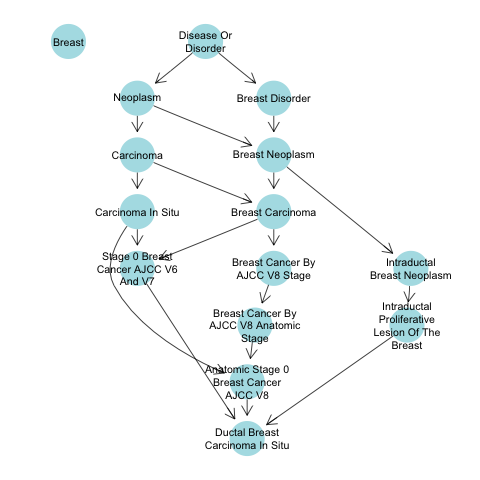 Breast
Disease Or
Disorder
Neoplasm
Breast Disorder
Carcinoma
Breast Neoplasm
Carcinoma In Situ
Breast Carcinoma
Stage 0 Breast
Cancer AJCC V6
And V7
Breast Cancer By
AJCC V8 Stage
Intraductal
Breast Neoplasm
Breast Cancer By
AJCC V8 Anatomic
Stage
Intraductal
Proliferative
Lesion Of The
Breast
Anatomic Stage 0
Breast Cancer
AJCC V8
Ductal Breast
Carcinoma In Situ